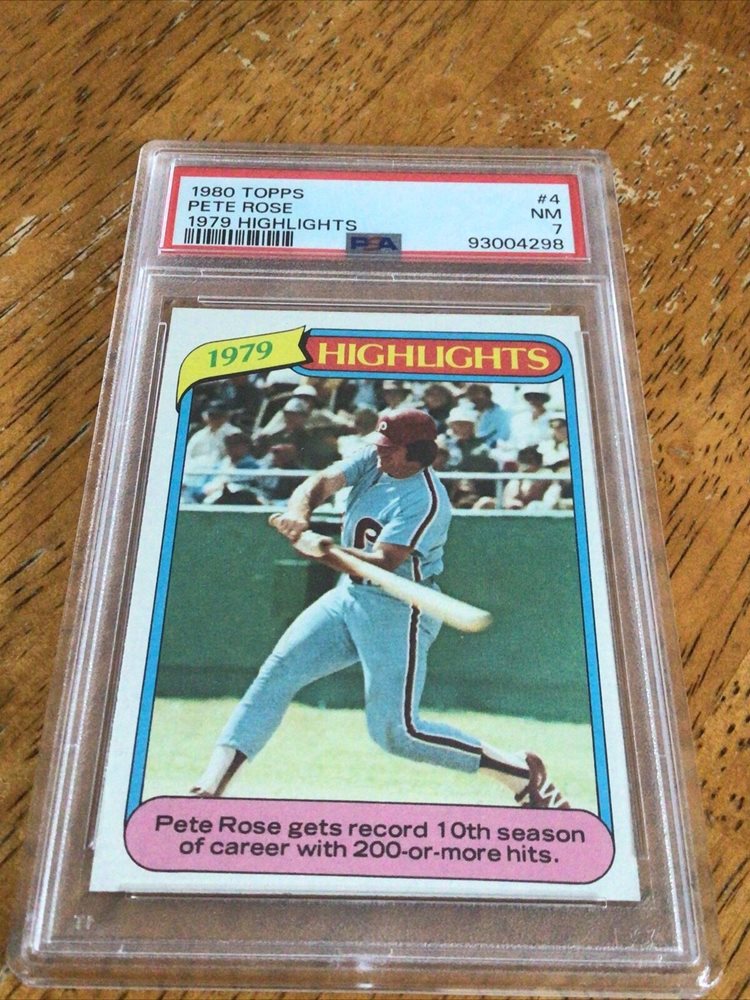 1980 TOPPS #4
PETE ROSE NM
1979 HIGHLIGHTS 7
PSA 93004298
1979 HIGHLIGHTS
P
P
Pete Rose gets record 10th season
of career with 200-or-more hits.